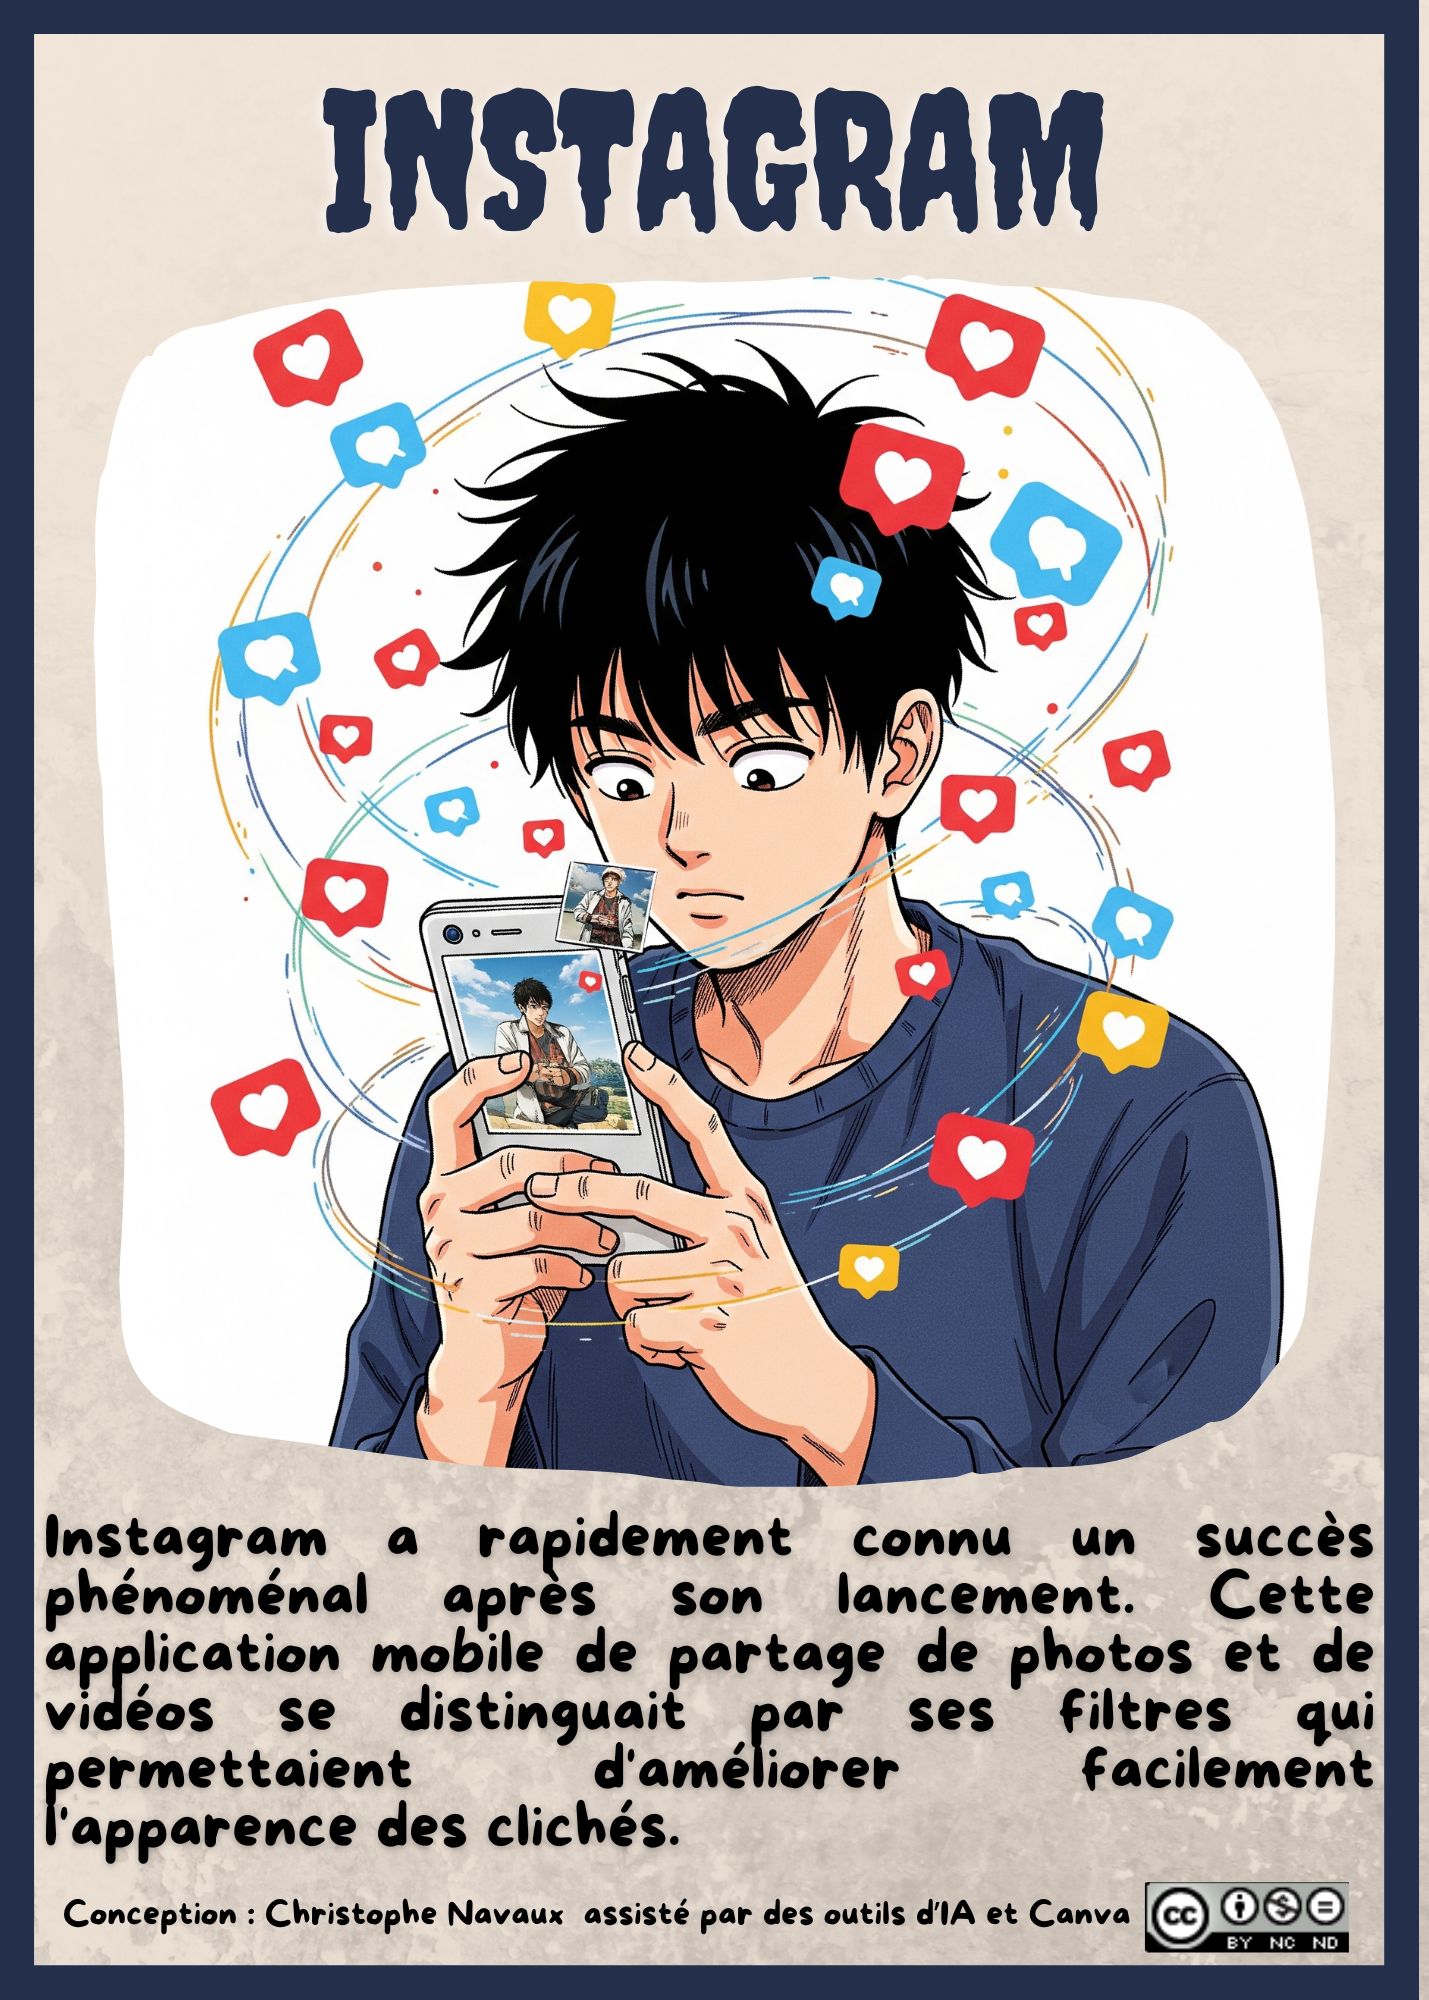 INSTAGRAM
Instagram a rapidement connu un succès
phénoménal après son lancement. Cette
application mobile de partage de photos et de
vidéos se distinguait par ses filtres qui
permettaient d'améliorer facilement
l'apparence des clichés.
Conception : Christophe Navaux assisté par des outils d'IA et Canva
cc
BY NC ND